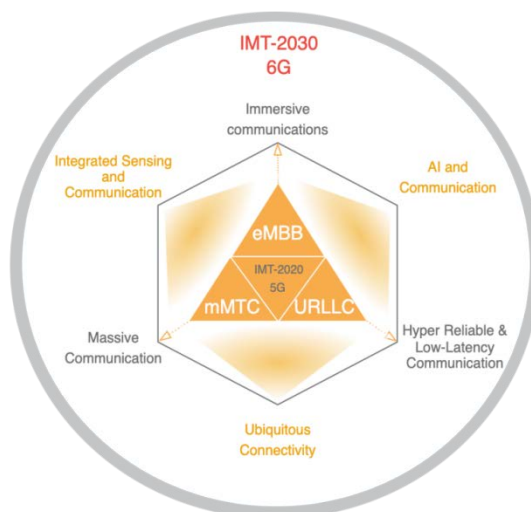 IMT-2030
6G
Immersive
communications
Integrated Sensing
and
Communication
AI and
Communication
eMBB
IMT-2020
5G
mMTC
URLLC
Massive
Communication
Hyper Reliable &
Low-Latency
Communication
Ubiquitous
Connectivity